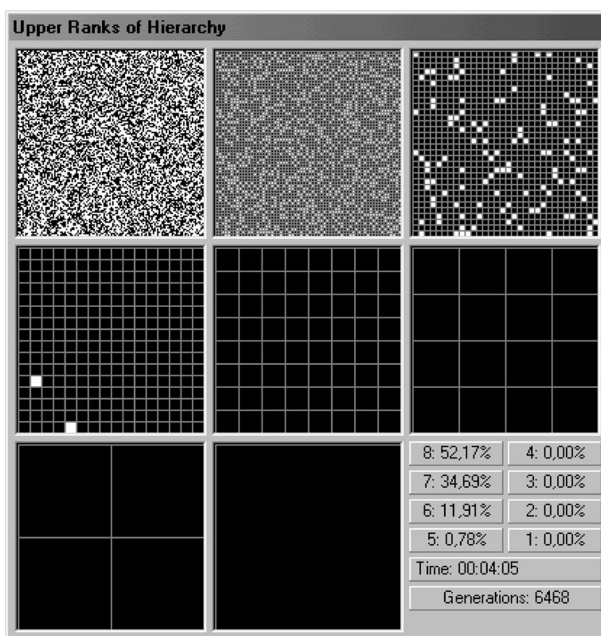 Upper Ranks of Hierarchy
8: 52,17% 4: 0,00%
7: 34,69% 3: 0,00%
6: 11,91% 2: 0,00%
5: 0,78% 1: 0,00%
Time: 00:04:05
Generations: 6468